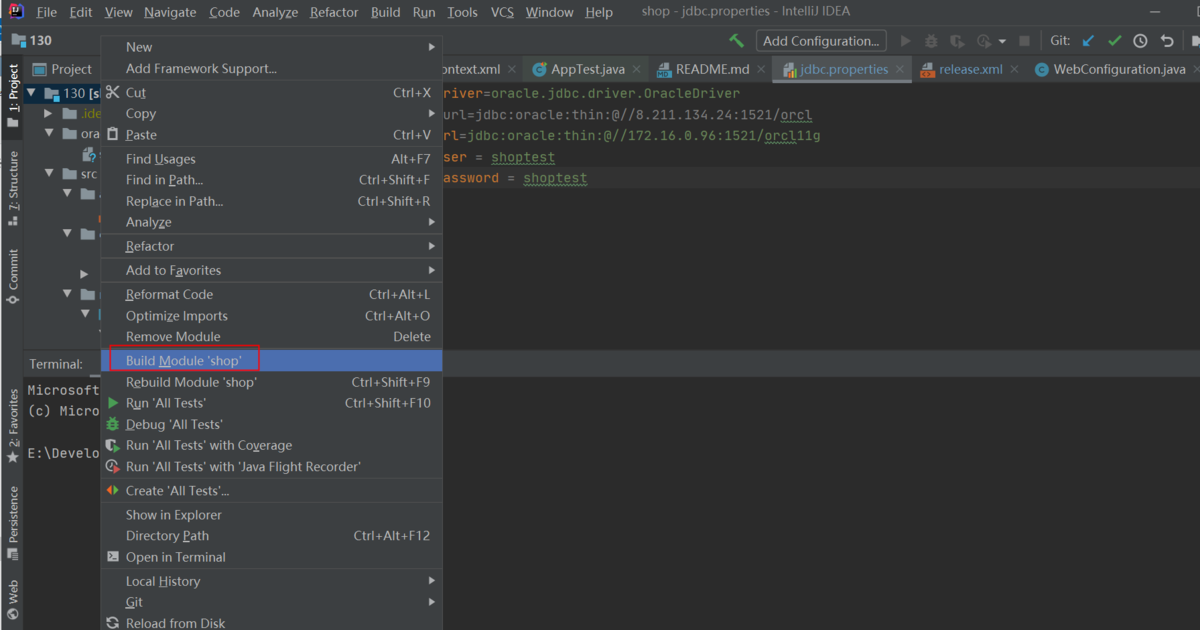 File Edit View Navigate Code Analyze Refactor Build Run Tools VCS Window Help shop - jdbc.properties - IntelliJ IDEA
130
Add Configuration... Git:
1: Project
Project
ontext.xml AppTest.java README.md jdbc.properties release.xml WebConfiguration.java
130 [s
.ide
ora
src
7: Structure
Commit
2: Favorites
Persistence
Web
New
Add Framework Support...
Cut Ctrl+X
Copy
Paste Ctrl+V
Find Usages Alt+F7
Find in Path... Ctrl+Shift+F
Replace in Path... Ctrl+Shift+R
Analyze
Refactor
Add to Favorites
Reformat Code Ctrl+Alt+L
Optimize Imports Ctrl+Alt+O
Remove Module Delete
Build Module 'shop'
Rebuild Module 'shop' Ctrl+Shift+F9
Run 'All Tests' Ctrl+Shift+F10
Debug 'All Tests'
Run 'All Tests' with Coverage
Run 'All Tests' with 'Java Flight Recorder'
Create 'All Tests'...
Show in Explorer
Directory Path Ctrl+Alt+F12
Open in Terminal
Local History
Git
Reload from Disk
river=oracle.jdbc.driver.OracleDriver
url=jdbc:oracle:thin:@//8.211.134.24:1521/orcl
rl=jdbc:oracle:thin:@//172.16.0.96:1521/orcl11g
ser = shoptest
assword = shoptest
Terminal:
Microsoft
(c) Micro
E:\Develo